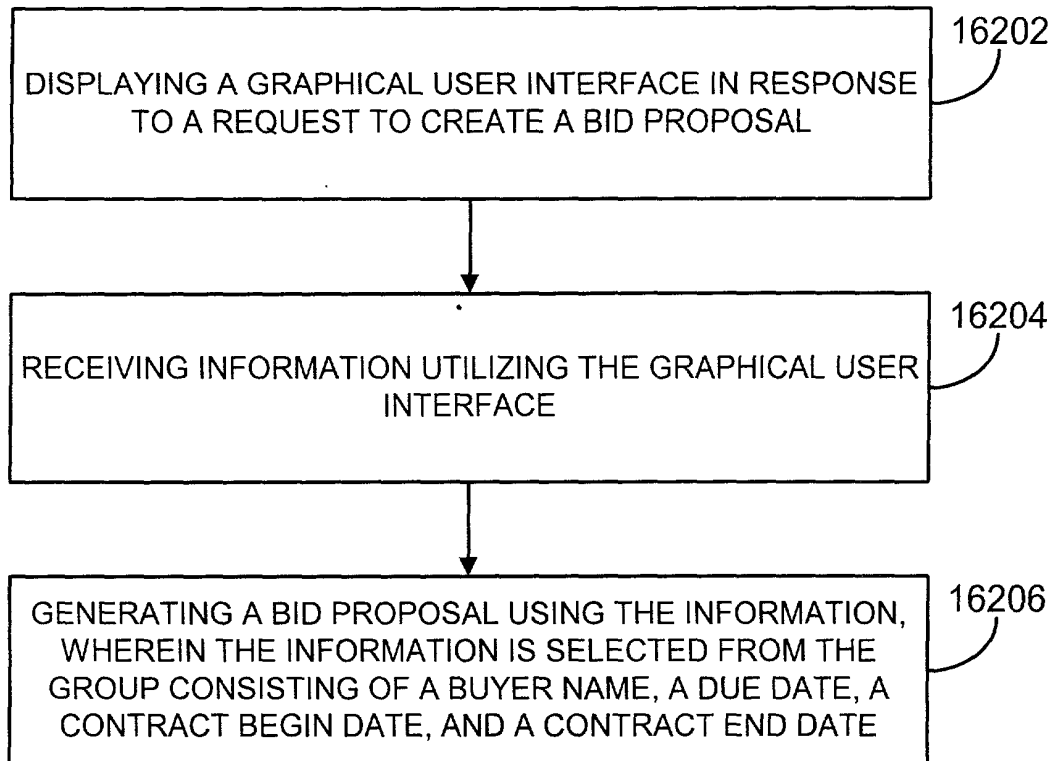 16202
DISPLAYING A GRAPHICAL USER INTERFACE IN RESPONSE
TO A REQUEST TO CREATE A BID PROPOSAL
16204
RECEIVING INFORMATION UTILIZING THE GRAPHICAL USER
INTERFACE
16206
GENERATING A BID PROPOSAL USING THE INFORMATION,
WHEREIN THE INFORMATION IS SELECTED FROM THE
GROUP CONSISTING OF A BUYER NAME, A DUE DATE, A
CONTRACT BEGIN DATE, AND A CONTRACT END DATE